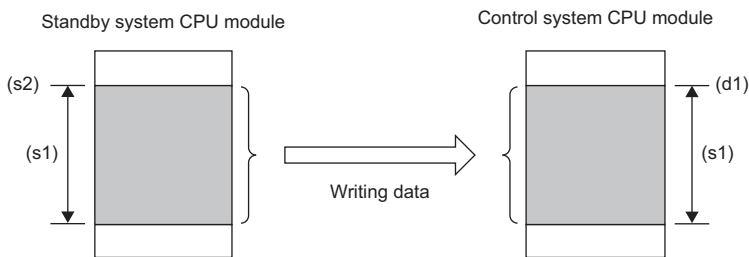 Standby system CPU module
Control system CPU module
(s2)
(d1)
(s1)
(s1)
Writing data